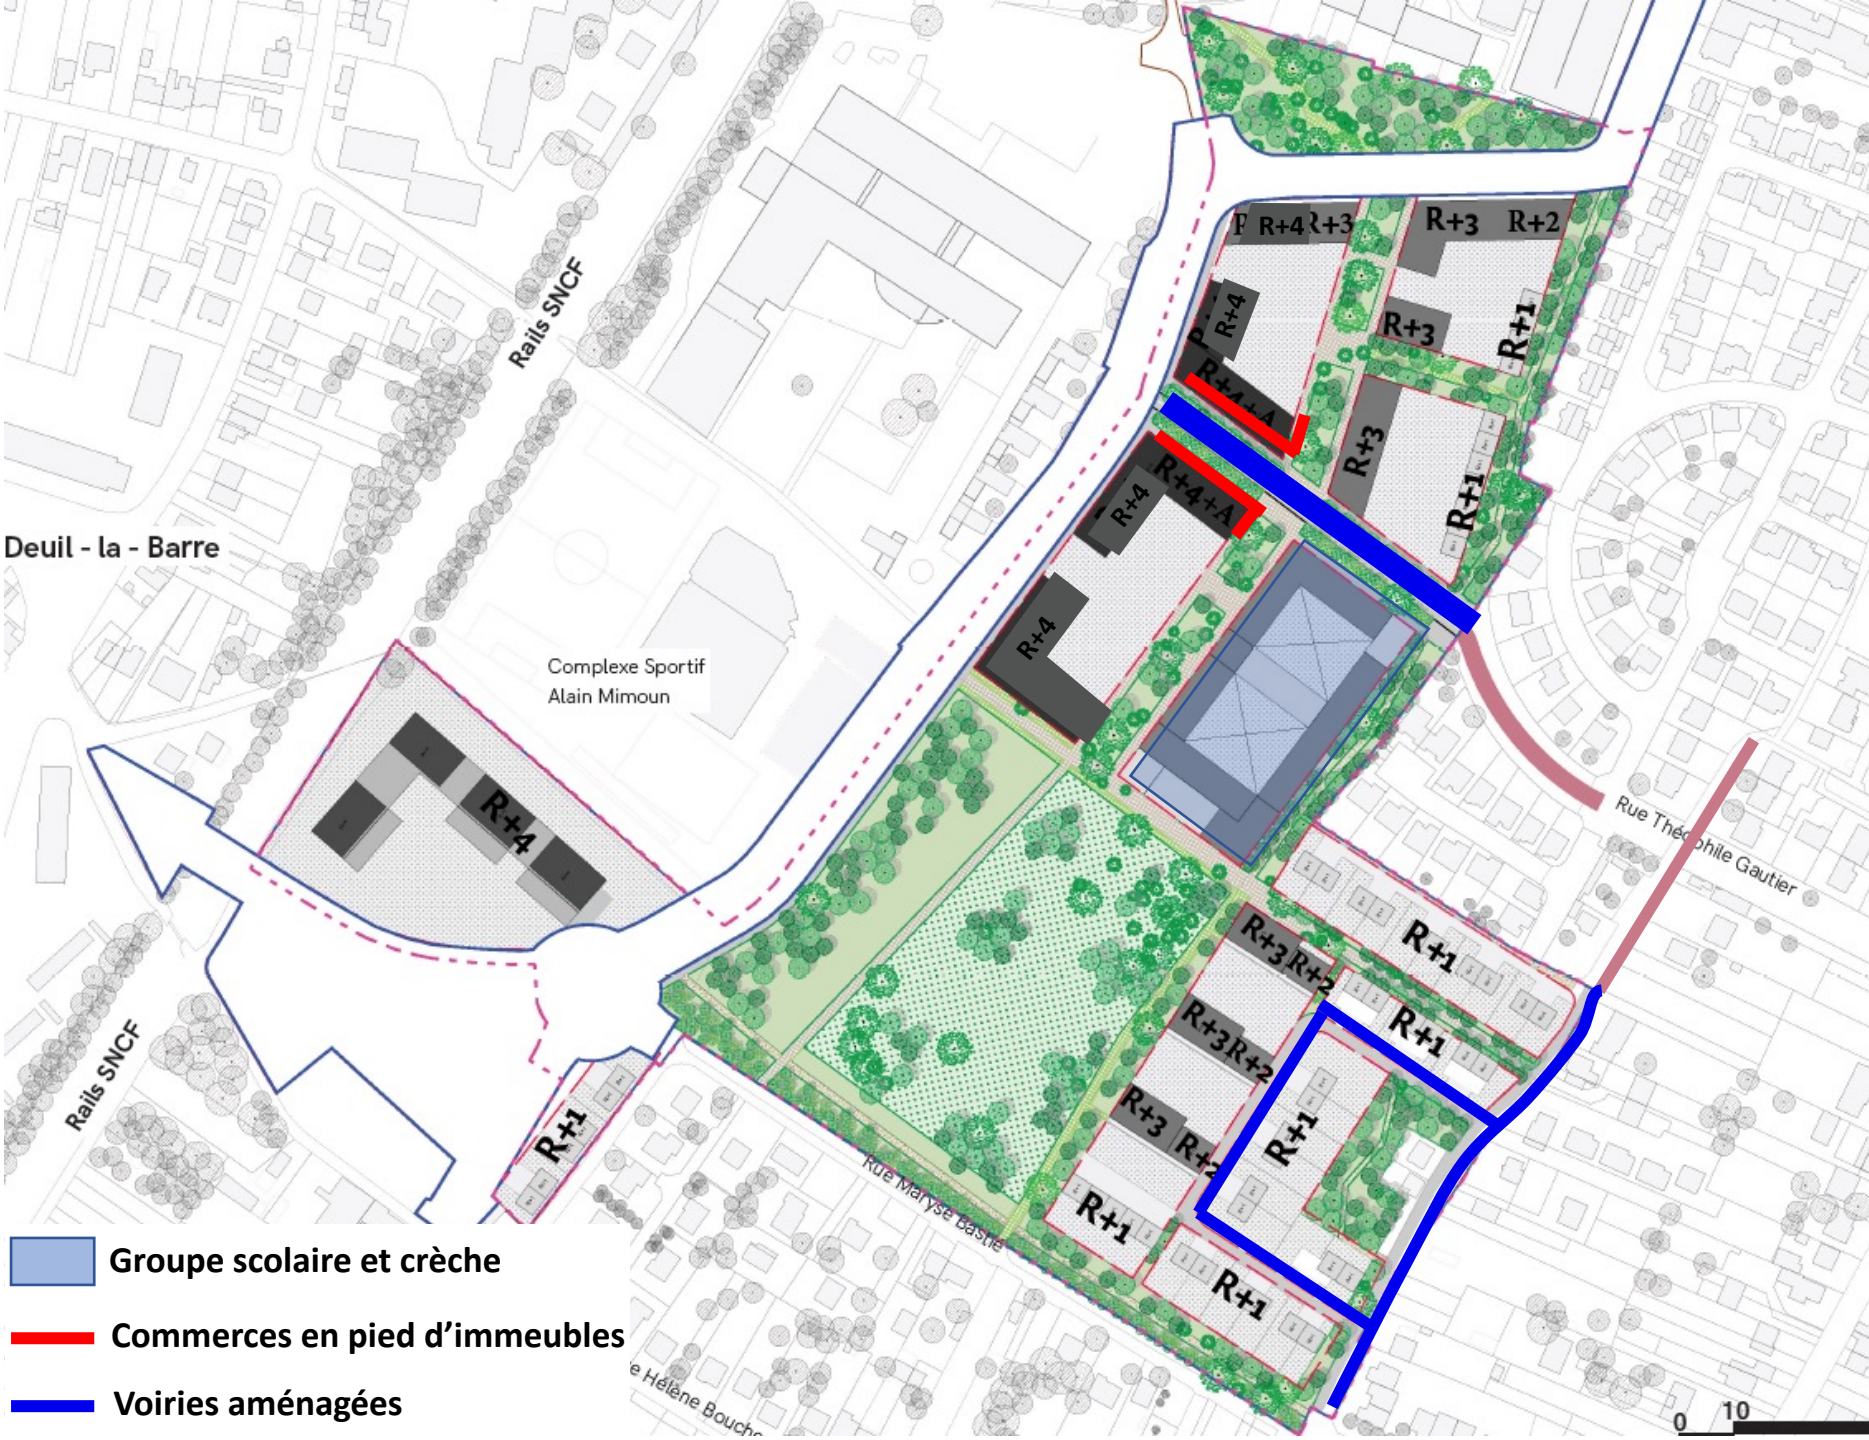 R+4
R+3
R+3
R+2
R+4
R+3
R+1
R+4+A
R+3
R+1
R+4+A
R+4
R+4
Rails SNCF
Deuil - la - Barre
Complexe Sportif
Alain Mimoun
R+4
Rue Théophile Gautier
R+3
R+2
R+1
R+1
R+3
R+2
R+1
R+3
R+2
R+1
R+1
R+1
Rails SNCF
Rue Maryse Bastié
Groupe scolaire et crèche
Commerces en pied d'immeubles
Voiries aménagées
e Hélène Bouche
0 10